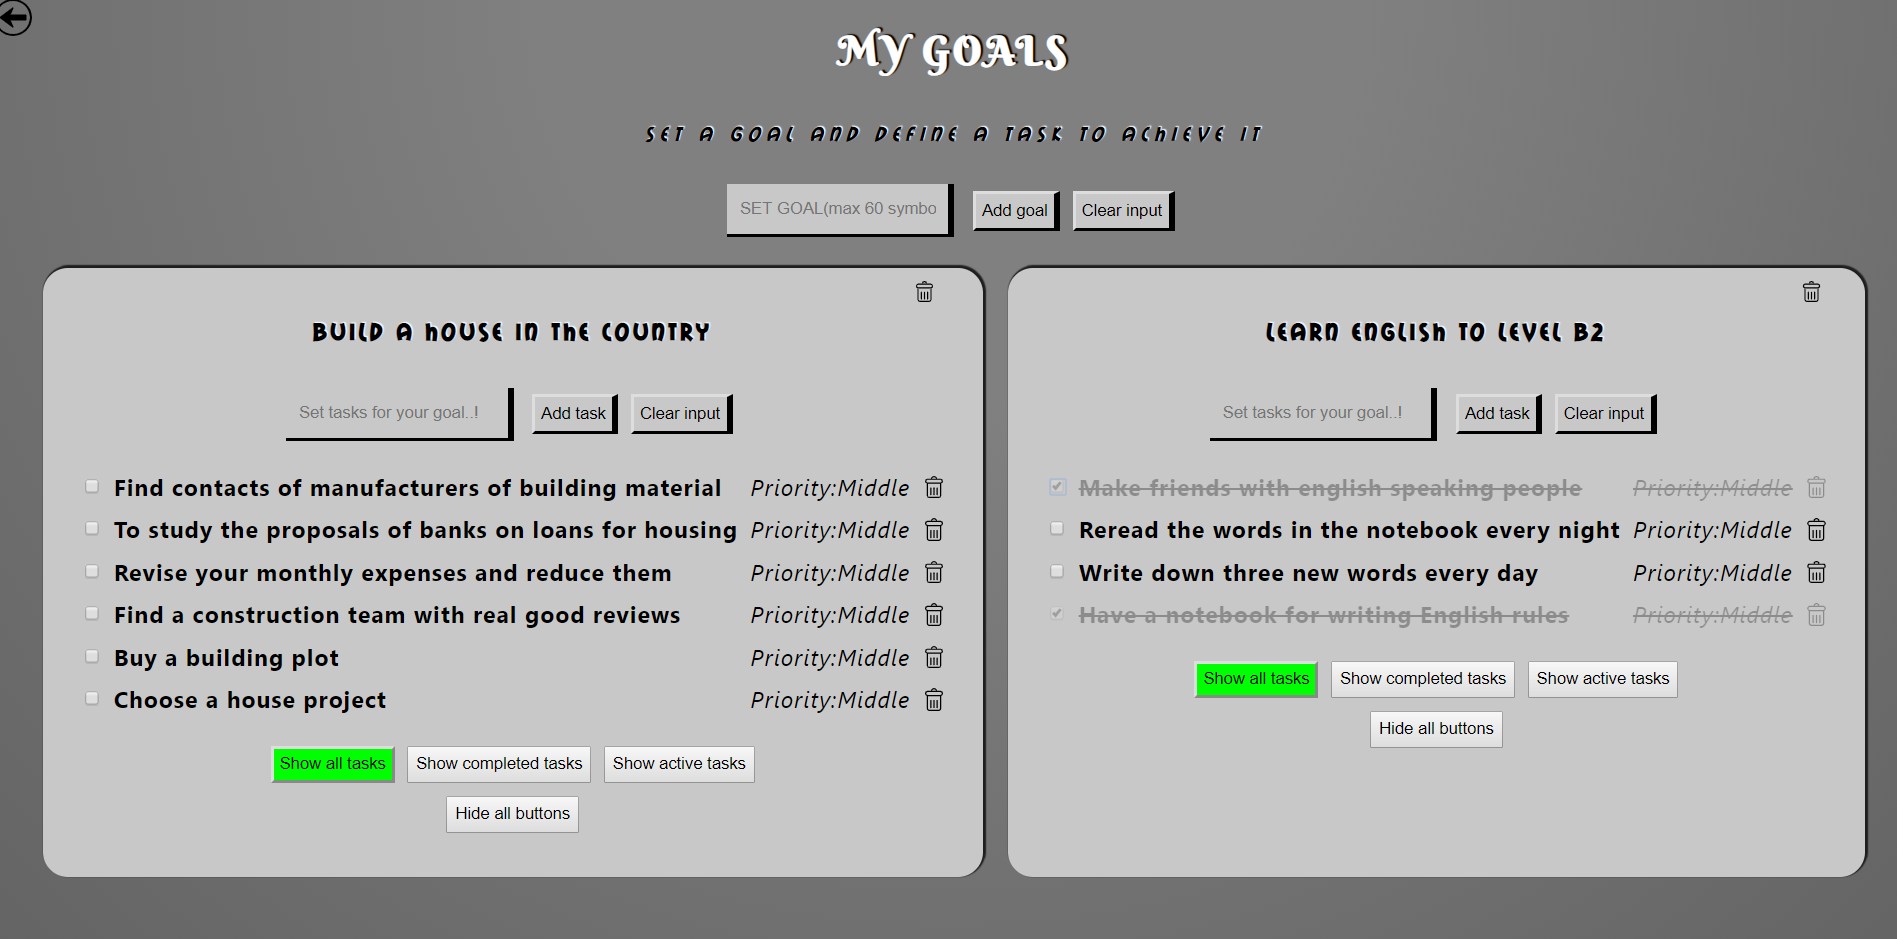 MY GOALS
SET A GOAL AND DEFINE A TASK TO ACHIEVE IT
SET GOAL(max 60 symbo
Add goal
Clear input
BUILD A HOUSE IN THE COUNTRY
Set tasks for your goal..!
Add task
Clear input
Find contacts of manufacturers of building material Priority:Middle
To study the proposals of banks on loans for housing Priority:Middle
Revise your monthly expenses and reduce them Priority:Middle
Find a construction team with real good reviews Priority:Middle
Buy a building plot Priority:Middle
Choose a house project Priority:Middle
Show all tasks
Show completed tasks
Show active tasks
Hide all buttons
LEARN ENGLISH TO LEVEL B2
Set tasks for your goal..!
Add task
Clear input
Make friends with english speaking people Priority:Middle
Reread the words in the notebook every night Priority:Middle
Write down three new words every day Priority:Middle
Have a notebook for writing English rules Priority:Middle
Show all tasks
Show completed tasks
Show active tasks
Hide all buttons